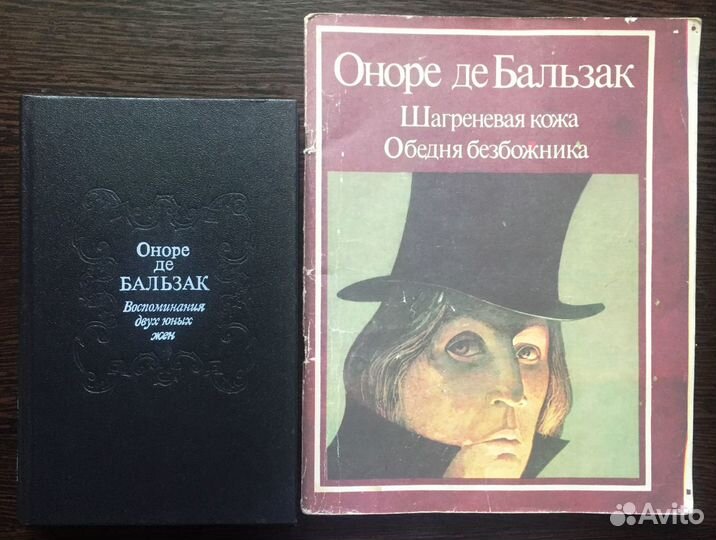 Оноре
де
БАЛЬЗАК
Воспоминания
двух юных
жен
Оноре де Бальзак
Шагреневая кожа
Обедня безбожника
Avito